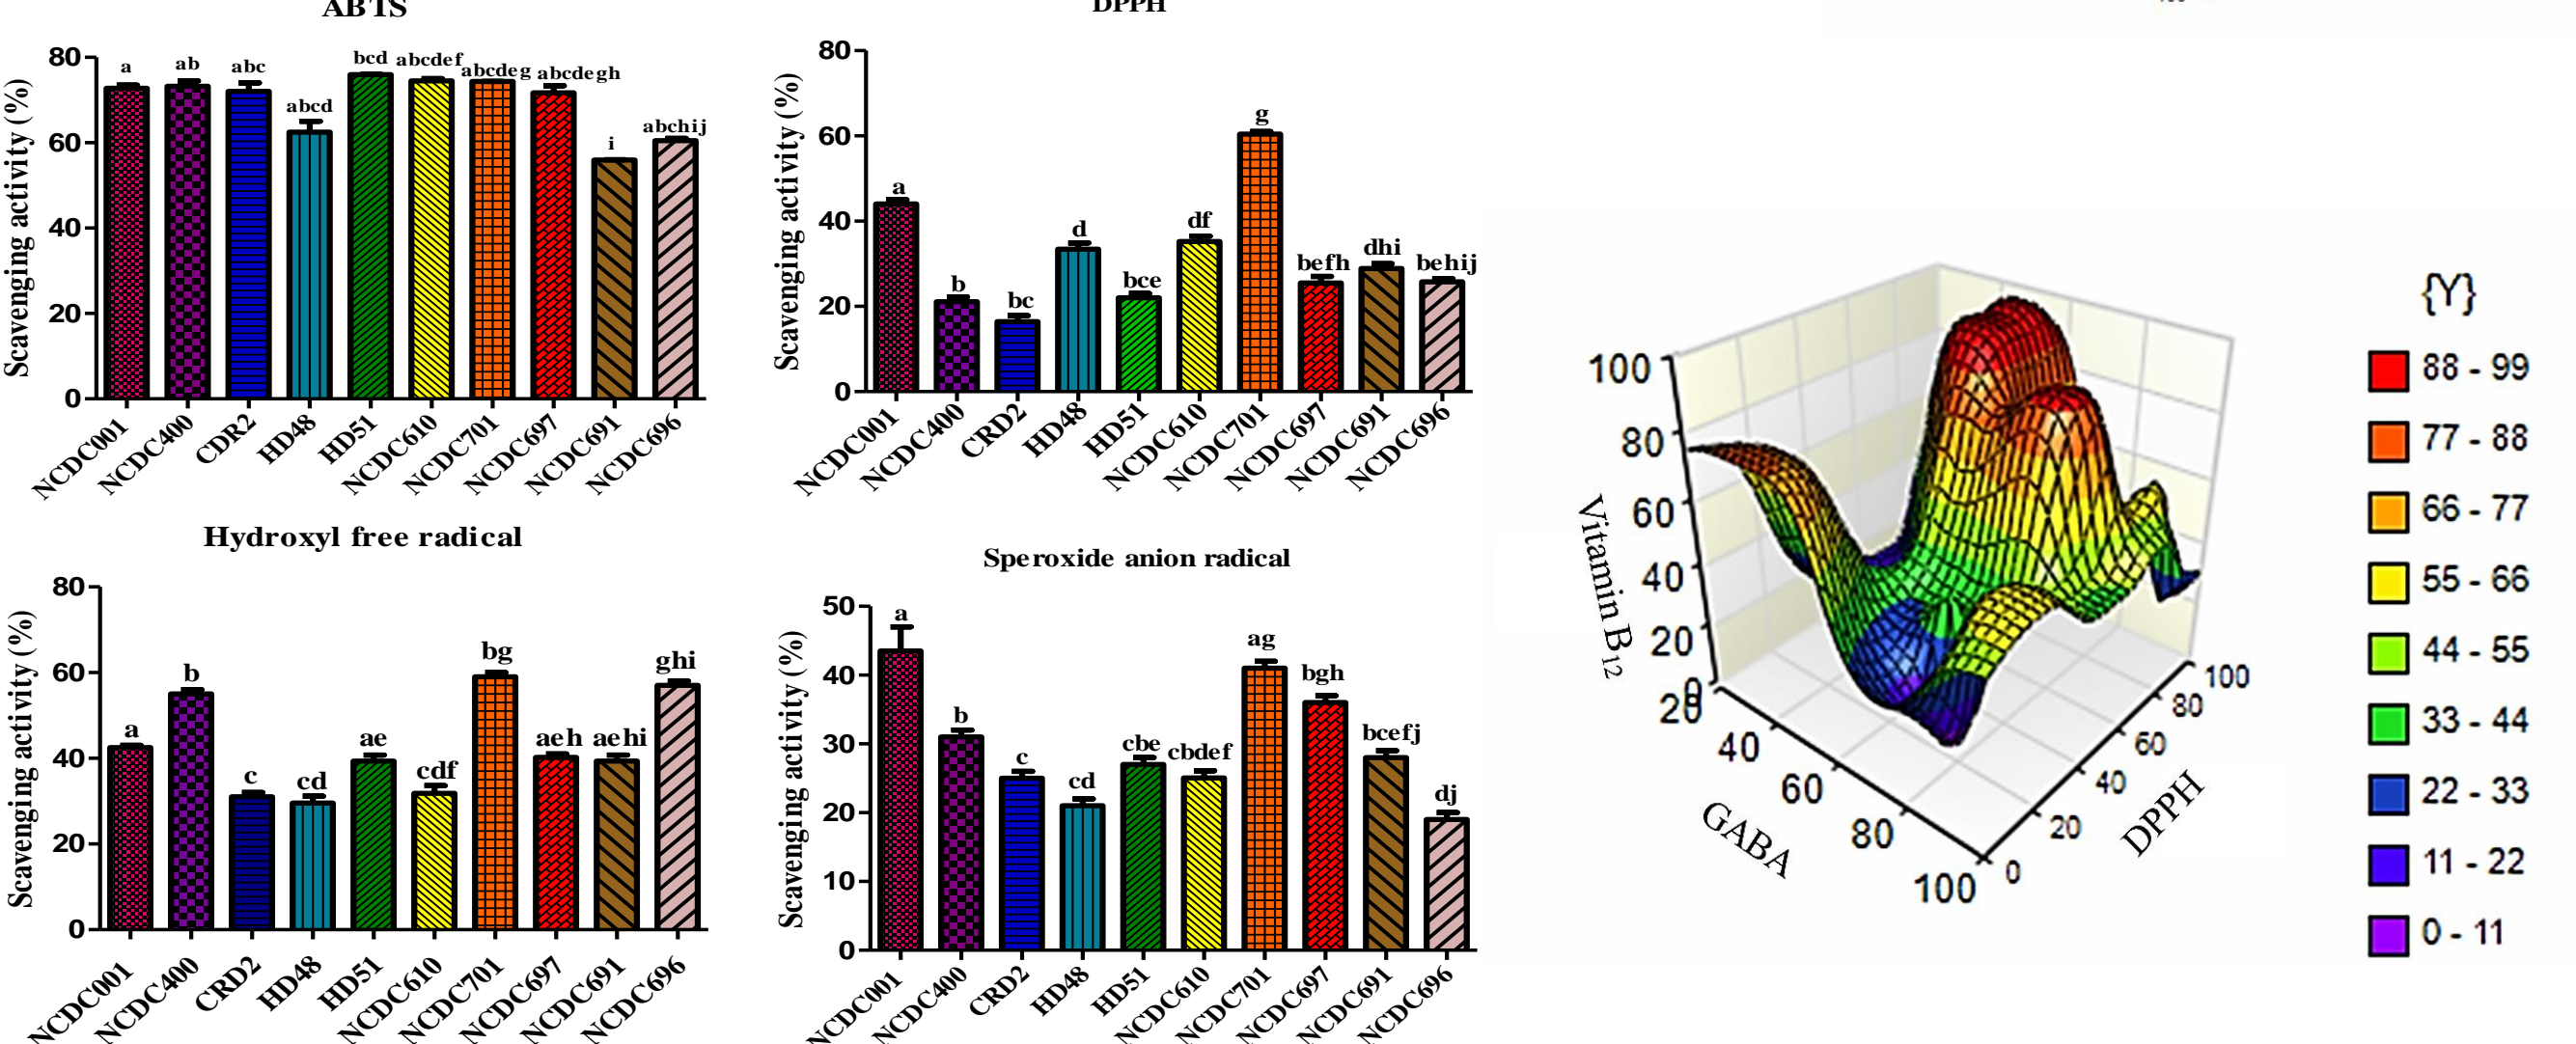 ABTS
Scavenging activity (%)
80
60
40
20
0
a
ab
abc
abcd
bcd
abcdef
abcdeg
abcdegh
i
abchij
NCDC001
NCDC400
CDR2
HD48
HD51
NCDC610
NCDC701
NCDC697
NCDC691
NCDC696
DPPH
Scavenging activity (%)
80
60
40
20
0
a
b
bc
d
bce
df
g
befh
dhi
behij
NCDC001
NCDC400
CRD2
HD48
HD51
NCDC610
NCDC701
NCDC697
NCDC691
NCDC696
Hydroxyl free radical
Scavenging activity (%)
80
60
40
20
0
a
b
c
cd
ae
cdf
bg
aeh
aehi
ghi
NCDC001
NCDC400
CRD2
HD48
HD51
NCDC610
NCDC701
NCDC697
NCDC691
NCDC696
Speroxide anion radical
Scavenging activity (%)
50
40
30
20
10
0
a
b
c
cd
cbe
cbdef
ag
bgh
bcefj
dj
NCDC001
NCDC400
CRD2
HD48
HD51
NCDC610
NCDC701
NCDC697
NCDC691
NCDC696
Vitamin B12
100
80
60
40
20
0
GABA
20
40
60
80
100
DPPH
0
20
40
60
80
100
{Y}
88 - 99
77 - 88
66 - 77
55 - 66
44 - 55
33 - 44
22 - 33
11 - 22
0 - 11